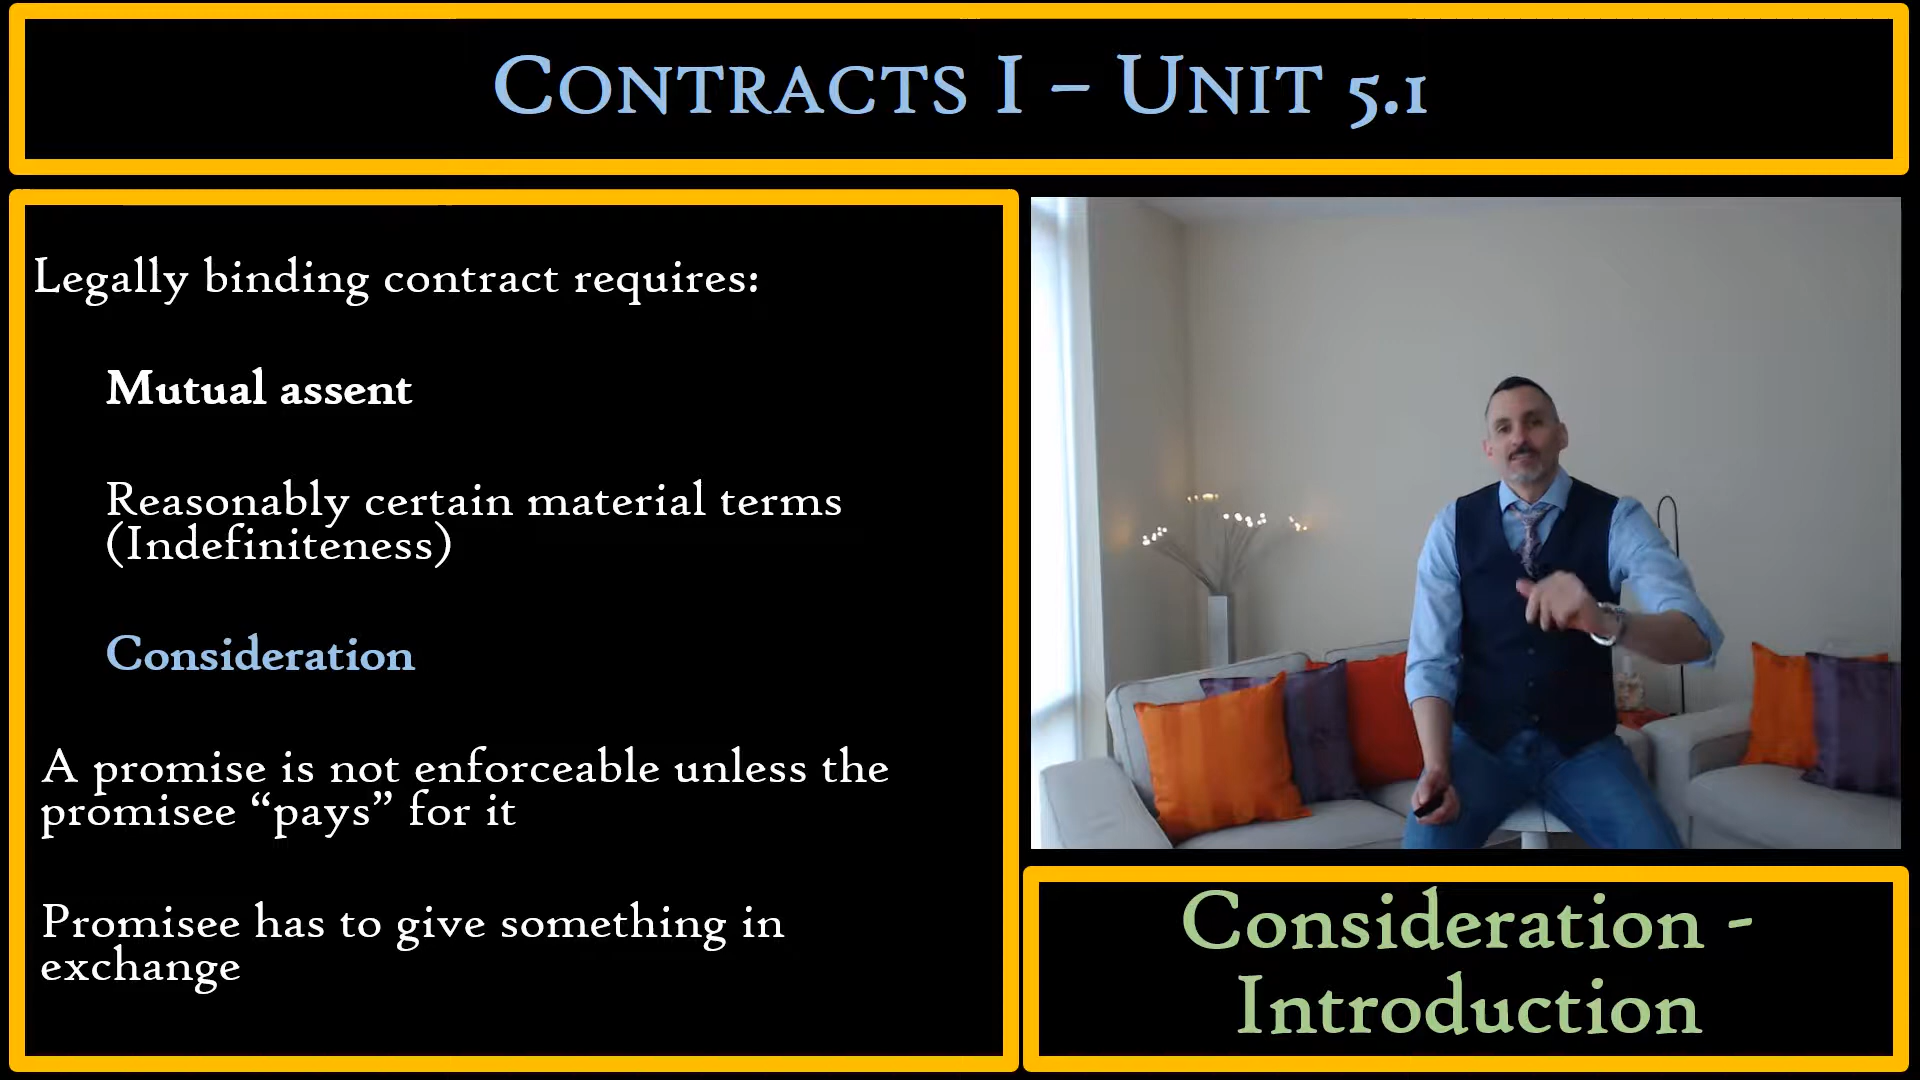 Contracts I – Unit 5.1
Legally binding contract requires:
Mutual assent
Reasonably certain material terms
(Indefiniteness)
Consideration
A promise is not enforceable unless the
promisee “pays” for it
Promisee has to give something in
exchange
Consideration -
Introduction